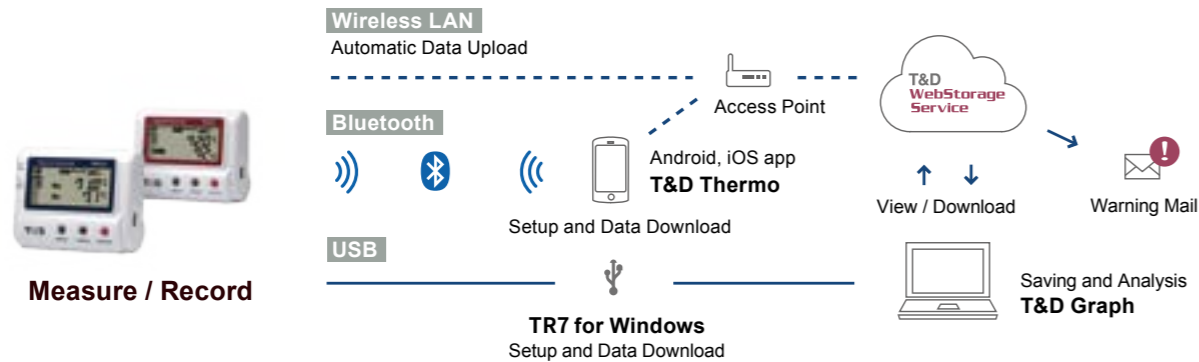 Wireless LAN
Automatic Data Upload
Access Point
T&D
WebStorage
Service
Bluetooth
Android, iOS app
T&D Thermo
Setup and Data Download
View / Download
Warning Mail
USB
Measure / Record
TR7 for Windows
Setup and Data Download
Saving and Analysis
T&D Graph